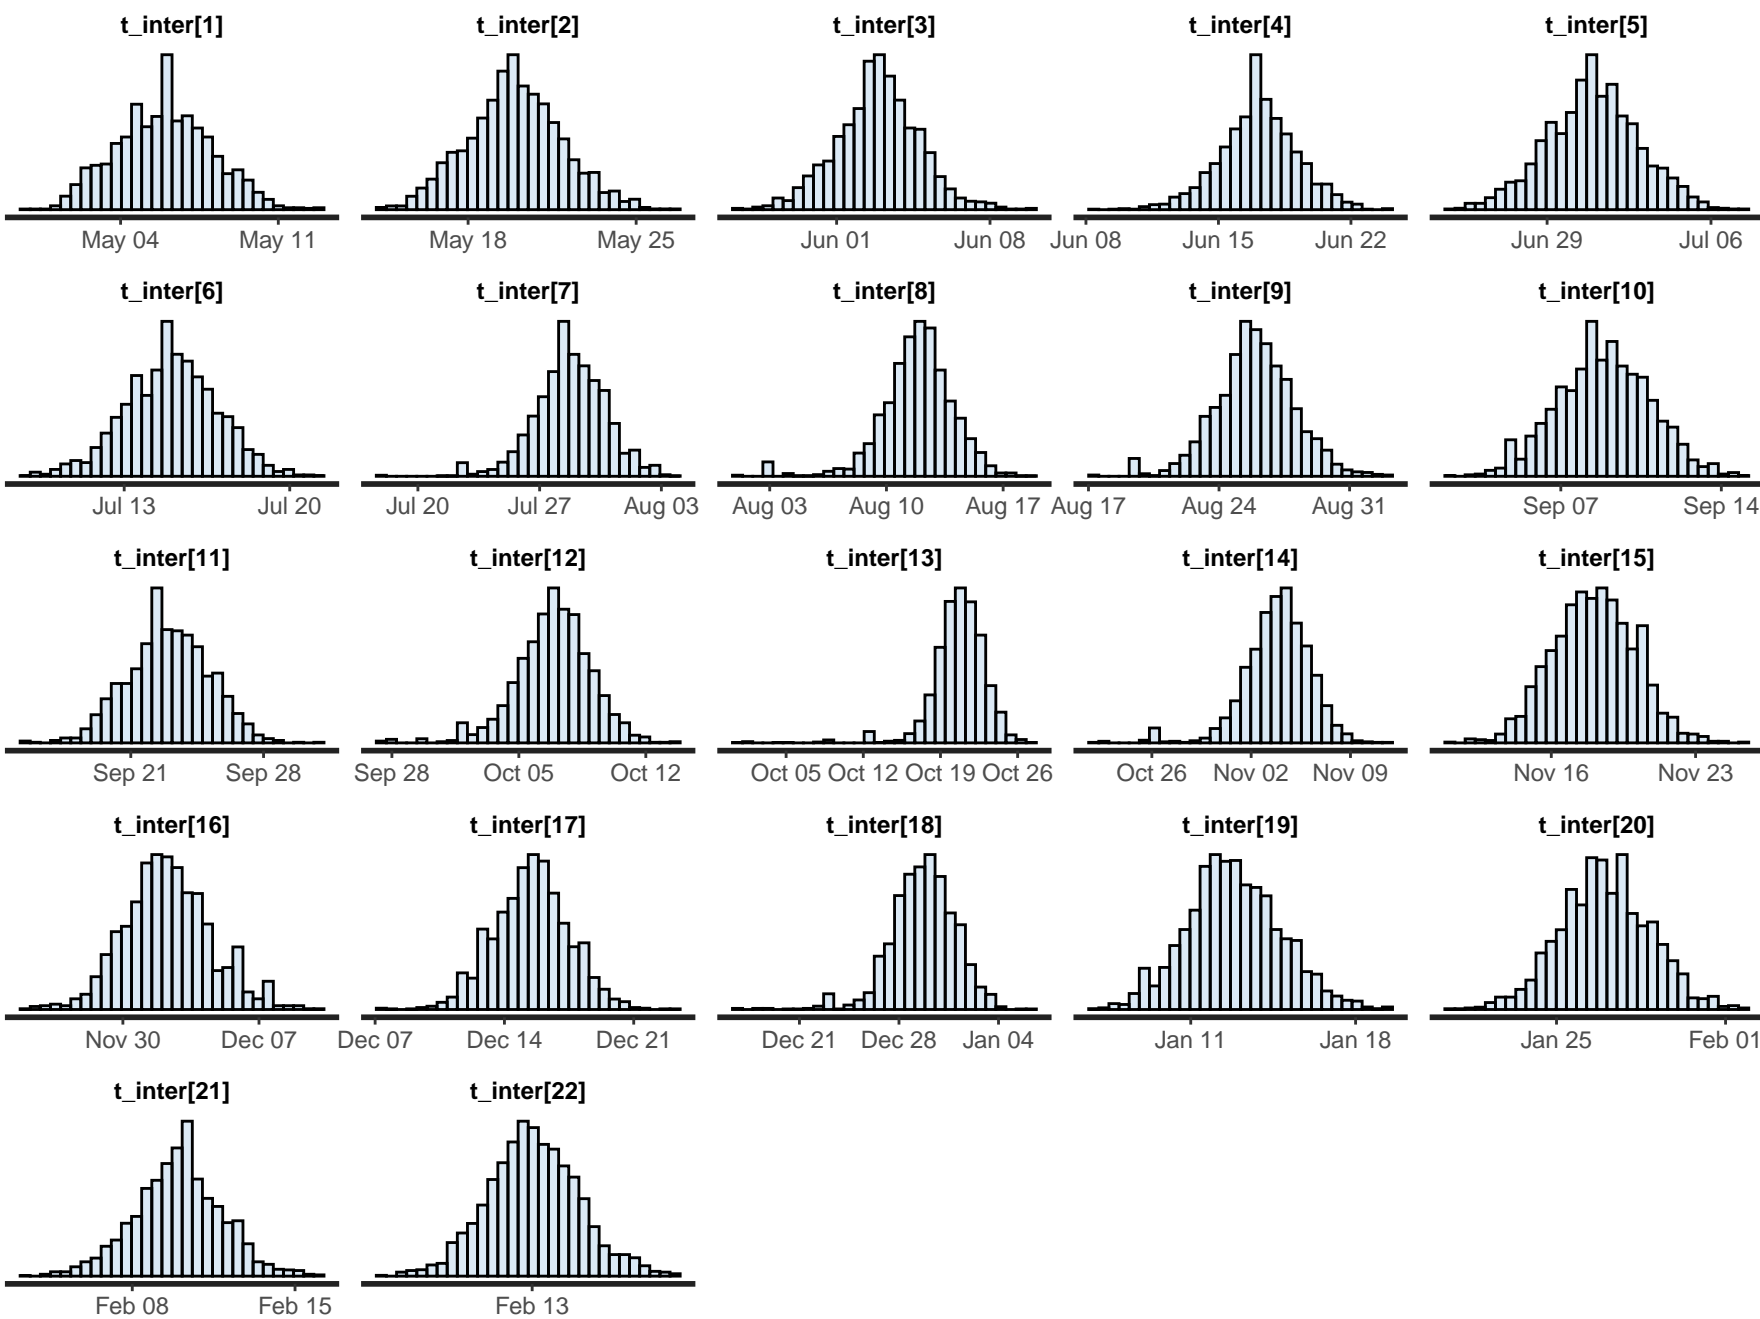 t_inter[1] t_inter[2] t_inter[3] t_inter[4] t_inter[5]
May 04 May 11 May 18 May 25 Jun 01 Jun 08 Jun 08 Jun 15 Jun 22 Jun 29 Jul 06
t_inter[6] t_inter[7] t_inter[8] t_inter[9] t_inter[10]
Jul 13 Jul 20 Jul 20 Jul 27 Aug 03 Aug 03 Aug 10 Aug 17 Aug 17 Aug 24 Aug 31 Sep 07 Sep 14
t_inter[11] t_inter[12] t_inter[13] t_inter[14] t_inter[15]
Sep 21 Sep 28 Sep 28 Oct 05 Oct 12 Oct 05 Oct 12 Oct 19 Oct 26 Oct 26 Nov 02 Nov 09 Nov 16 Nov 23
t_inter[16] t_inter[17] t_inter[18] t_inter[19] t_inter[20]
Nov 30 Dec 07 Dec 07 Dec 14 Dec 21 Dec 21 Dec 28 Jan 04 Jan 11 Jan 18 Jan 25 Feb 01
t_inter[21] t_inter[22]
Feb 08 Feb 15 Feb 13